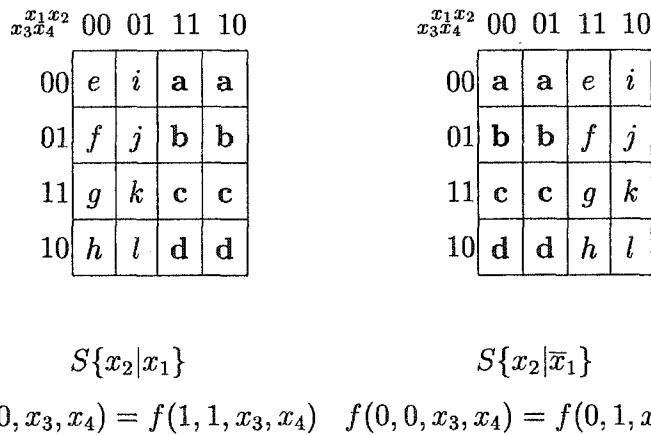 x₁x₂ x₁x₂
x₃x₄ 00 01 11 10 x₃x₄ 00 01 11 10
00 e i a a 00 a a e i
01 f j b b 01 b b f j
11 g k c c 11 c c g k
10 h l d d 10 d d h l
S{x₂|x₁} S{x₂|x̅₁}
0, x₃, x₄) = f(1, 1, x₃, x₄) f(0, 0, x₃, x₄) = f(0, 1, x